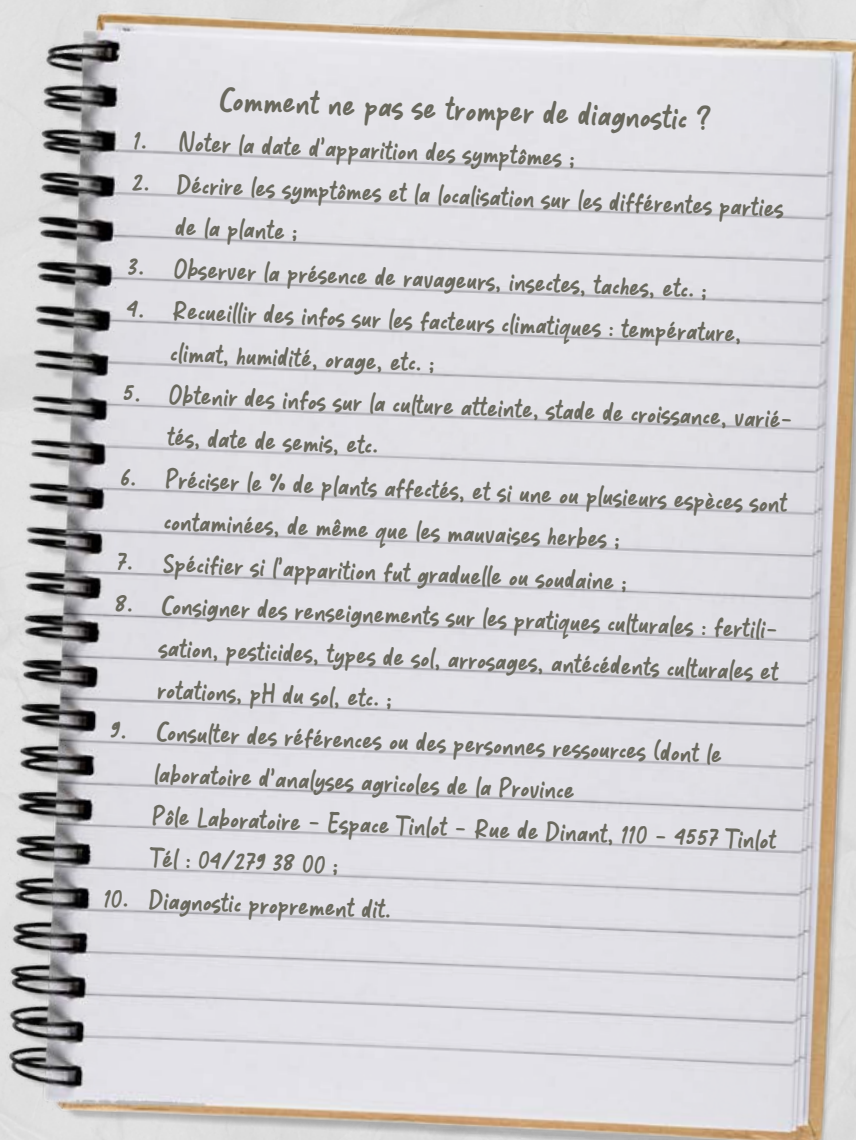 Comment ne pas se tromper de diagnostic ?
1. Noter la date d'apparition des symptômes ;
2. Décrire les symptômes et la localisation sur les différentes parties
de la plante ;
3. Observer la présence de ravageurs, insectes, taches, etc. ;
4. Recueillir des infos sur les facteurs climatiques : température,
climat, humidité, orage, etc. ;
5. Obtenir des infos sur la culture atteinte, stade de croissance, varié-
tés, date de semis, etc.
6. Préciser le % de plants affectés, et si une ou plusieurs espèces sont
contaminées, de même que les mauvaises herbes ;
7. Spécifier si l'apparition fut graduelle ou soudaine ;
8. Consigner des renseignements sur les pratiques culturales : fertili-
sation, pesticides, types de sol, arrosages, antécédents culturales et
rotations, pH du sol, etc. ;
9. Consulter des références ou des personnes ressources (dont le
laboratoire d'analyses agricoles de la Province
Pôle Laboratoire - Espace Tinlot - Rue de Dinant, 110 - 4557 Tinlot
Tél : 04/279 38 00 ;
10. Diagnostic proprement dit.